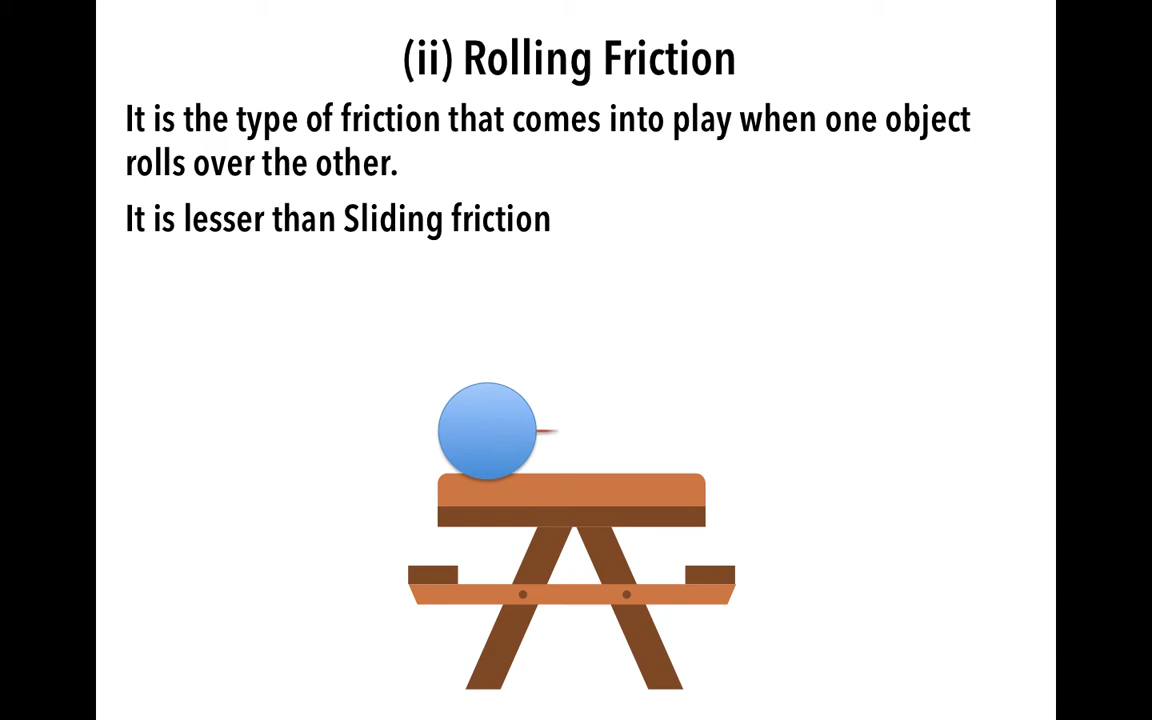 (ii) Rolling Friction
It is the type of friction that comes into play when one object
rolls over the other.
It is lesser than Sliding friction